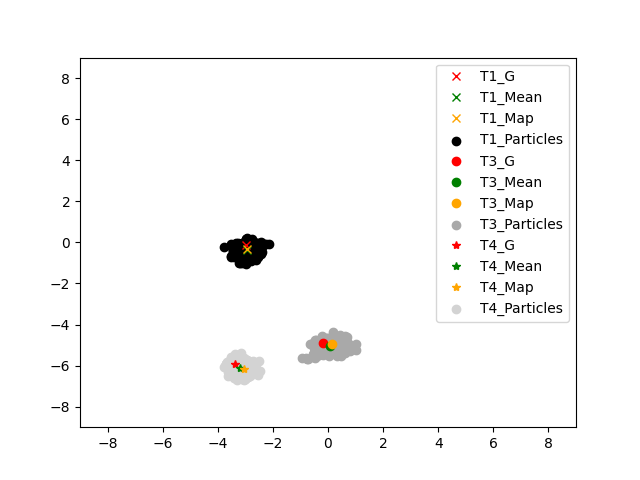 8
6
4
2
0
−2
−4
−6
−8
−8
−6
−4
−2
0
2
4
6
8
T1_G
T1_Mean
T1_Map
T1_Particles
T3_G
T3_Mean
T3_Map
T3_Particles
T4_G
T4_Mean
T4_Map
T4_Particles